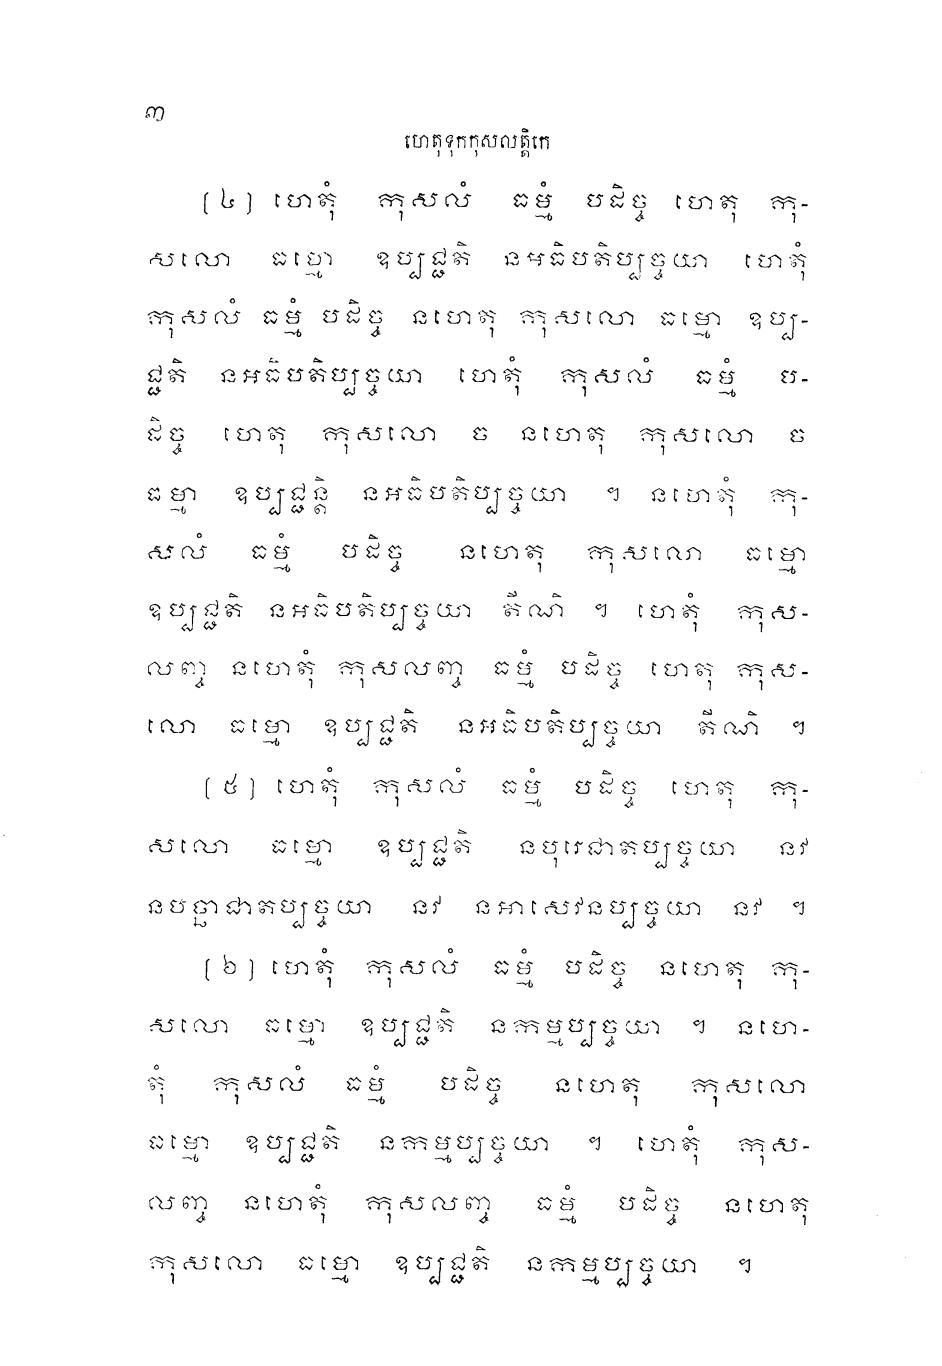 ៣
ហេតុទុកកុសលត្តិកេ
(៤) ហេតុំ កុសលំ ធម្មំ បដិច្ច ហេតុ កុ-
សលោ ធម្មោ ឧប្បជ្ជតិ នអធិបតិប្បច្ចយា ហេតុំ
កុសលំ ធម្មំ បដិច្ច នហេតុ កុសលោ ធម្មោ ឧប្ប-
ជ្ជតិ នអធិបតិប្បច្ចយា ហេតុំ កុសលំ ធម្មំ ប-
ដិច្ច ហេតុ កុសលោ ច នហេតុ កុសលោ ច
ធម្មា ឧប្បជ្ជន្តិ នអធិបតិប្បច្ចយា ។ នហេតុំ កុ-
សលំ ធម្មំ បដិច្ច នហេតុ កុសលោ ធម្មោ
ឧប្បជ្ជតិ នអធិបតិប្បច្ចយា តីណិ ។ ហេតុំ កុស-
លញ្ច នហេតុំ កុសលញ្ច ធម្មំ បដិច្ច ហេតុ កុស-
លោ ធម្មោ ឧប្បជ្ជតិ នអធិបតិប្បច្ចយា តីណិ ។
(៥) ហេតុំ កុសលំ ធម្មំ បដិច្ច ហេតុ កុ-
សលោ ធម្មោ ឧប្បជ្ជតិ នបុរេជាតប្បច្ចយា នវ
នបច្ឆាជាតប្បច្ចយា នវ នអាសេវនប្បច្ចយា នវ ។
(៦) ហេតុំ កុសលំ ធម្មំ បដិច្ច នហេតុ កុ-
សលោ ធម្មោ ឧប្បជ្ជតិ នកម្មប្បច្ចយា ។ នហេ-
តុំ កុសលំ ធម្មំ បដិច្ច នហេតុ កុសលោ
ធម្មោ ឧប្បជ្ជតិ នកម្មប្បច្ចយា ។ ហេតុំ កុស-
លញ្ច នហេតុំ កុសលញ្ច ធម្មំ បដិច្ច នហេតុ
កុសលោ ធម្មោ ឧប្បជ្ជតិ នកម្មប្បច្ចយា ។